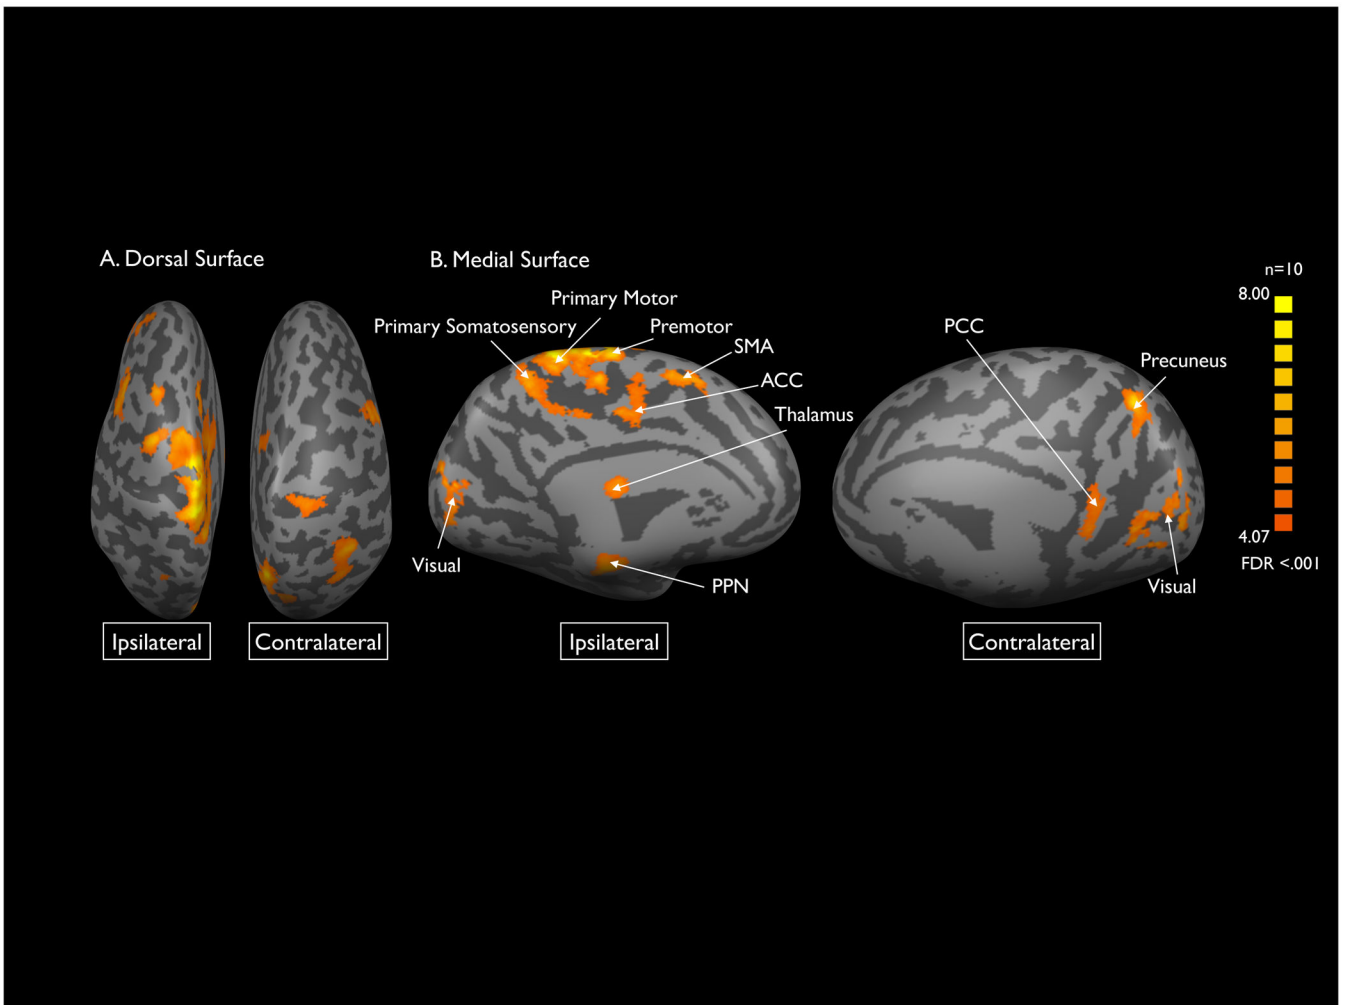 A. Dorsal Surface
B. Medial Surface
n=10
8.00
Primary Motor
Primary Somatosensory
Premotor
SMA
ACC
Thalamus
PCC
Precuneus
Visual
PPN
Visual
4.07
FDR <.001
Ipsilateral
Contralateral
Ipsilateral
Contralateral